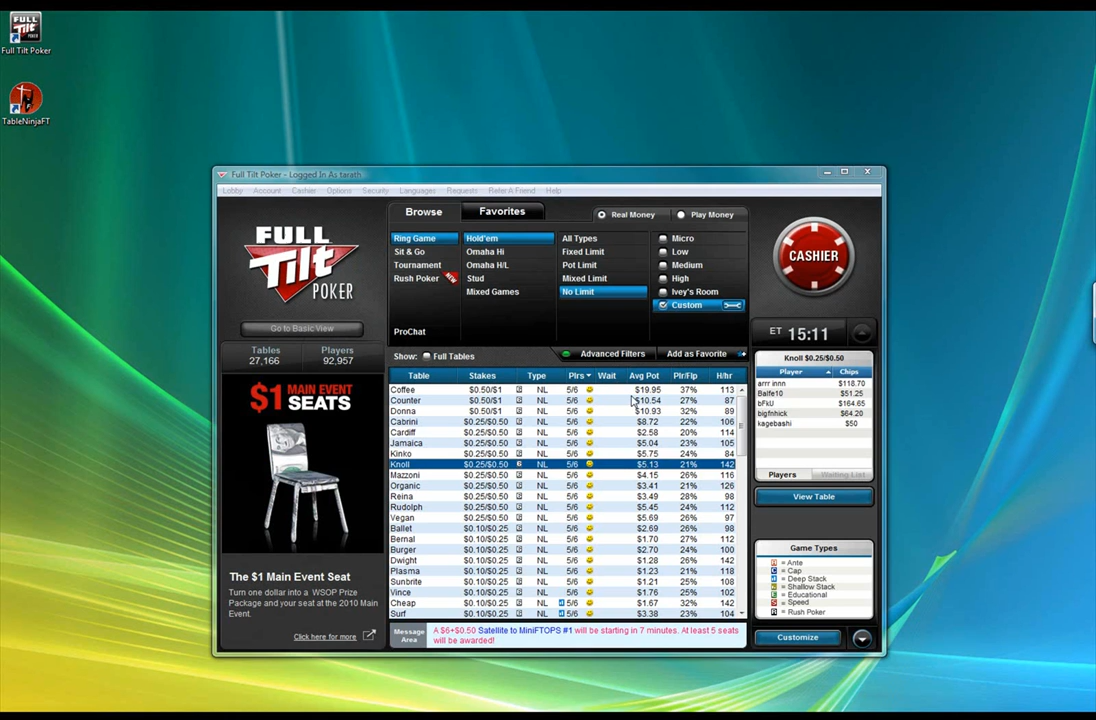 Full Tilt Poker
TableNinjaFT
Full Tilt Poker - Logged In As tarath
Lobby Account Cashier Options Security Languages Requests Refer A Friend Help
FULL
TILT
POKER
Go to Basic View
Tables Players
27,166 92,957
$1 MAIN EVENT
SEATS
The $1 Main Event Seat
Turn one dollar into a WSOP Prize
Package and your seat at the 2010 Main
Event.
Click here for more
Browse Favorites Real Money Play Money
Ring Game Hold'em All Types Micro
Sit & Go Omaha Hi Fixed Limit Low
Tournament Omaha H/L Pot Limit Medium
Rush Poker NEW Stud Mixed Limit High
Mixed Games No Limit Ivey's Room
Custom
ProChat
Show: Full Tables Advanced Filters Add as Favorite
Table Stakes Type Plrs Wait Avg Pot Plr/Flp H/hr
Coffee $0.50/$1 NL 5/6 $19.95 37% 113
Counter $0.50/$1 NL 5/6 $10.54 27% 87
Donna $0.50/$1 NL 5/6 $10.93 32% 89
Cabrini $0.25/$0.50 NL 5/6 $8.72 22% 106
Cardiff $0.25/$0.50 NL 5/6 $2.58 20% 114
Jamaica $0.25/$0.50 NL 5/6 $5.04 23% 105
Kinko $0.25/$0.50 NL 5/6 $5.75 24% 84
Knoll $0.25/$0.50 NL 5/6 $5.13 21% 142
Mazzoni $0.25/$0.50 NL 5/6 $4.15 26% 116
Organic $0.25/$0.50 NL 5/6 $3.41 21% 126
Reina $0.25/$0.50 NL 5/6 $3.49 28% 98
Rudolph $0.25/$0.50 NL 5/6 $5.45 24% 112
Vegan $0.25/$0.50 NL 5/6 $5.69 26% 97
Ballet $0.10/$0.25 NL 5/6 $2.69 26% 98
Bernal $0.10/$0.25 NL 5/6 $1.70 27% 112
Burger $0.10/$0.25 NL 5/6 $2.70 24% 100
Dwight $0.10/$0.25 NL 5/6 $1.28 26% 142
Plasma $0.10/$0.25 NL 5/6 $1.23 21% 118
Sunbrite $0.10/$0.25 NL 5/6 $1.21 25% 108
Vince $0.10/$0.25 NL 5/6 $1.76 25% 102
Cheap $0.10/$0.25 NL 5/6 $1.67 32% 142
Surf $0.10/$0.25 NL 5/6 $3.38 23% 104
Message
Area
A $6+$0.50 Satellite to MiniFTOPS #1 will be starting in 7 minutes. At least 5 seats
will be awarded!
CASHIER
ET 15:11
Knoll $0.25/$0.50
Player Chips
arrr innn $118.70
Balfe10 $51.25
bFkU $164.65
bigfnhick $64.20
kagebashi $50
Players Waiting List
View Table
Game Types
= Ante
C = Cap
= Deep Stack
= Shallow Stack
E = Educational
S = Speed
R = Rush Poker
Customize